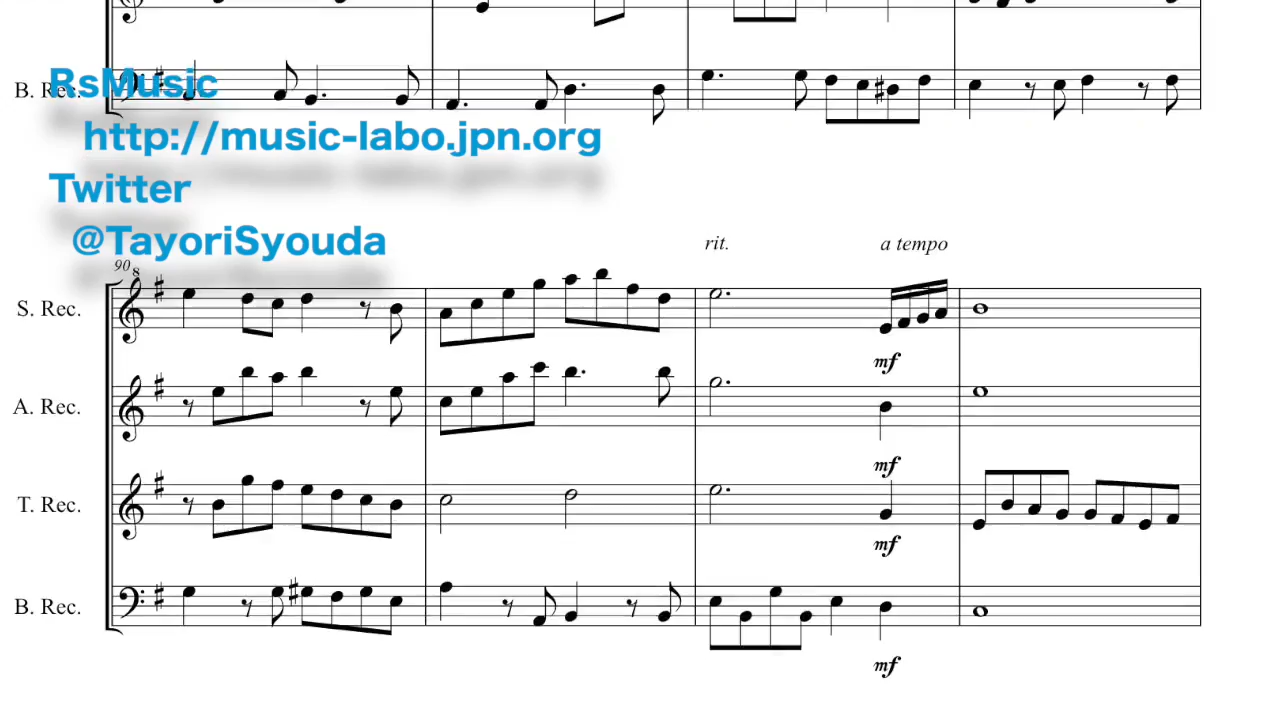 B. Rec.
RsMusic
http://music-labo.jpn.org
Twitter
@TayoriSyouda
rit. a tempo
90
8
S. Rec.
mf
A. Rec.
mf
T. Rec.
mf
B. Rec.
mf